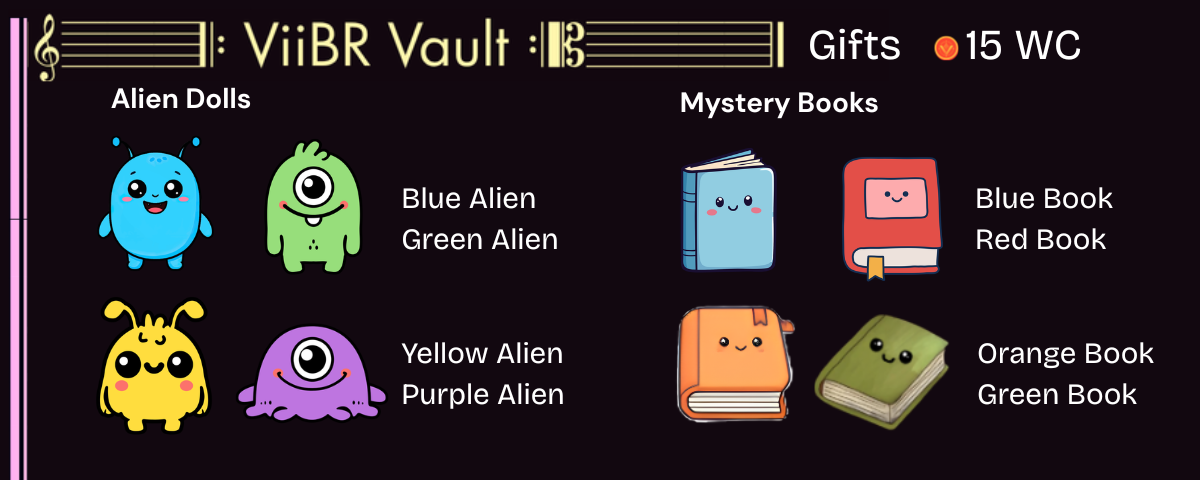 ViiBR Vault Gifts 15 WC
Alien Dolls
Blue Alien
Green Alien
Yellow Alien
Purple Alien
Mystery Books
Blue Book
Red Book
Orange Book
Green Book